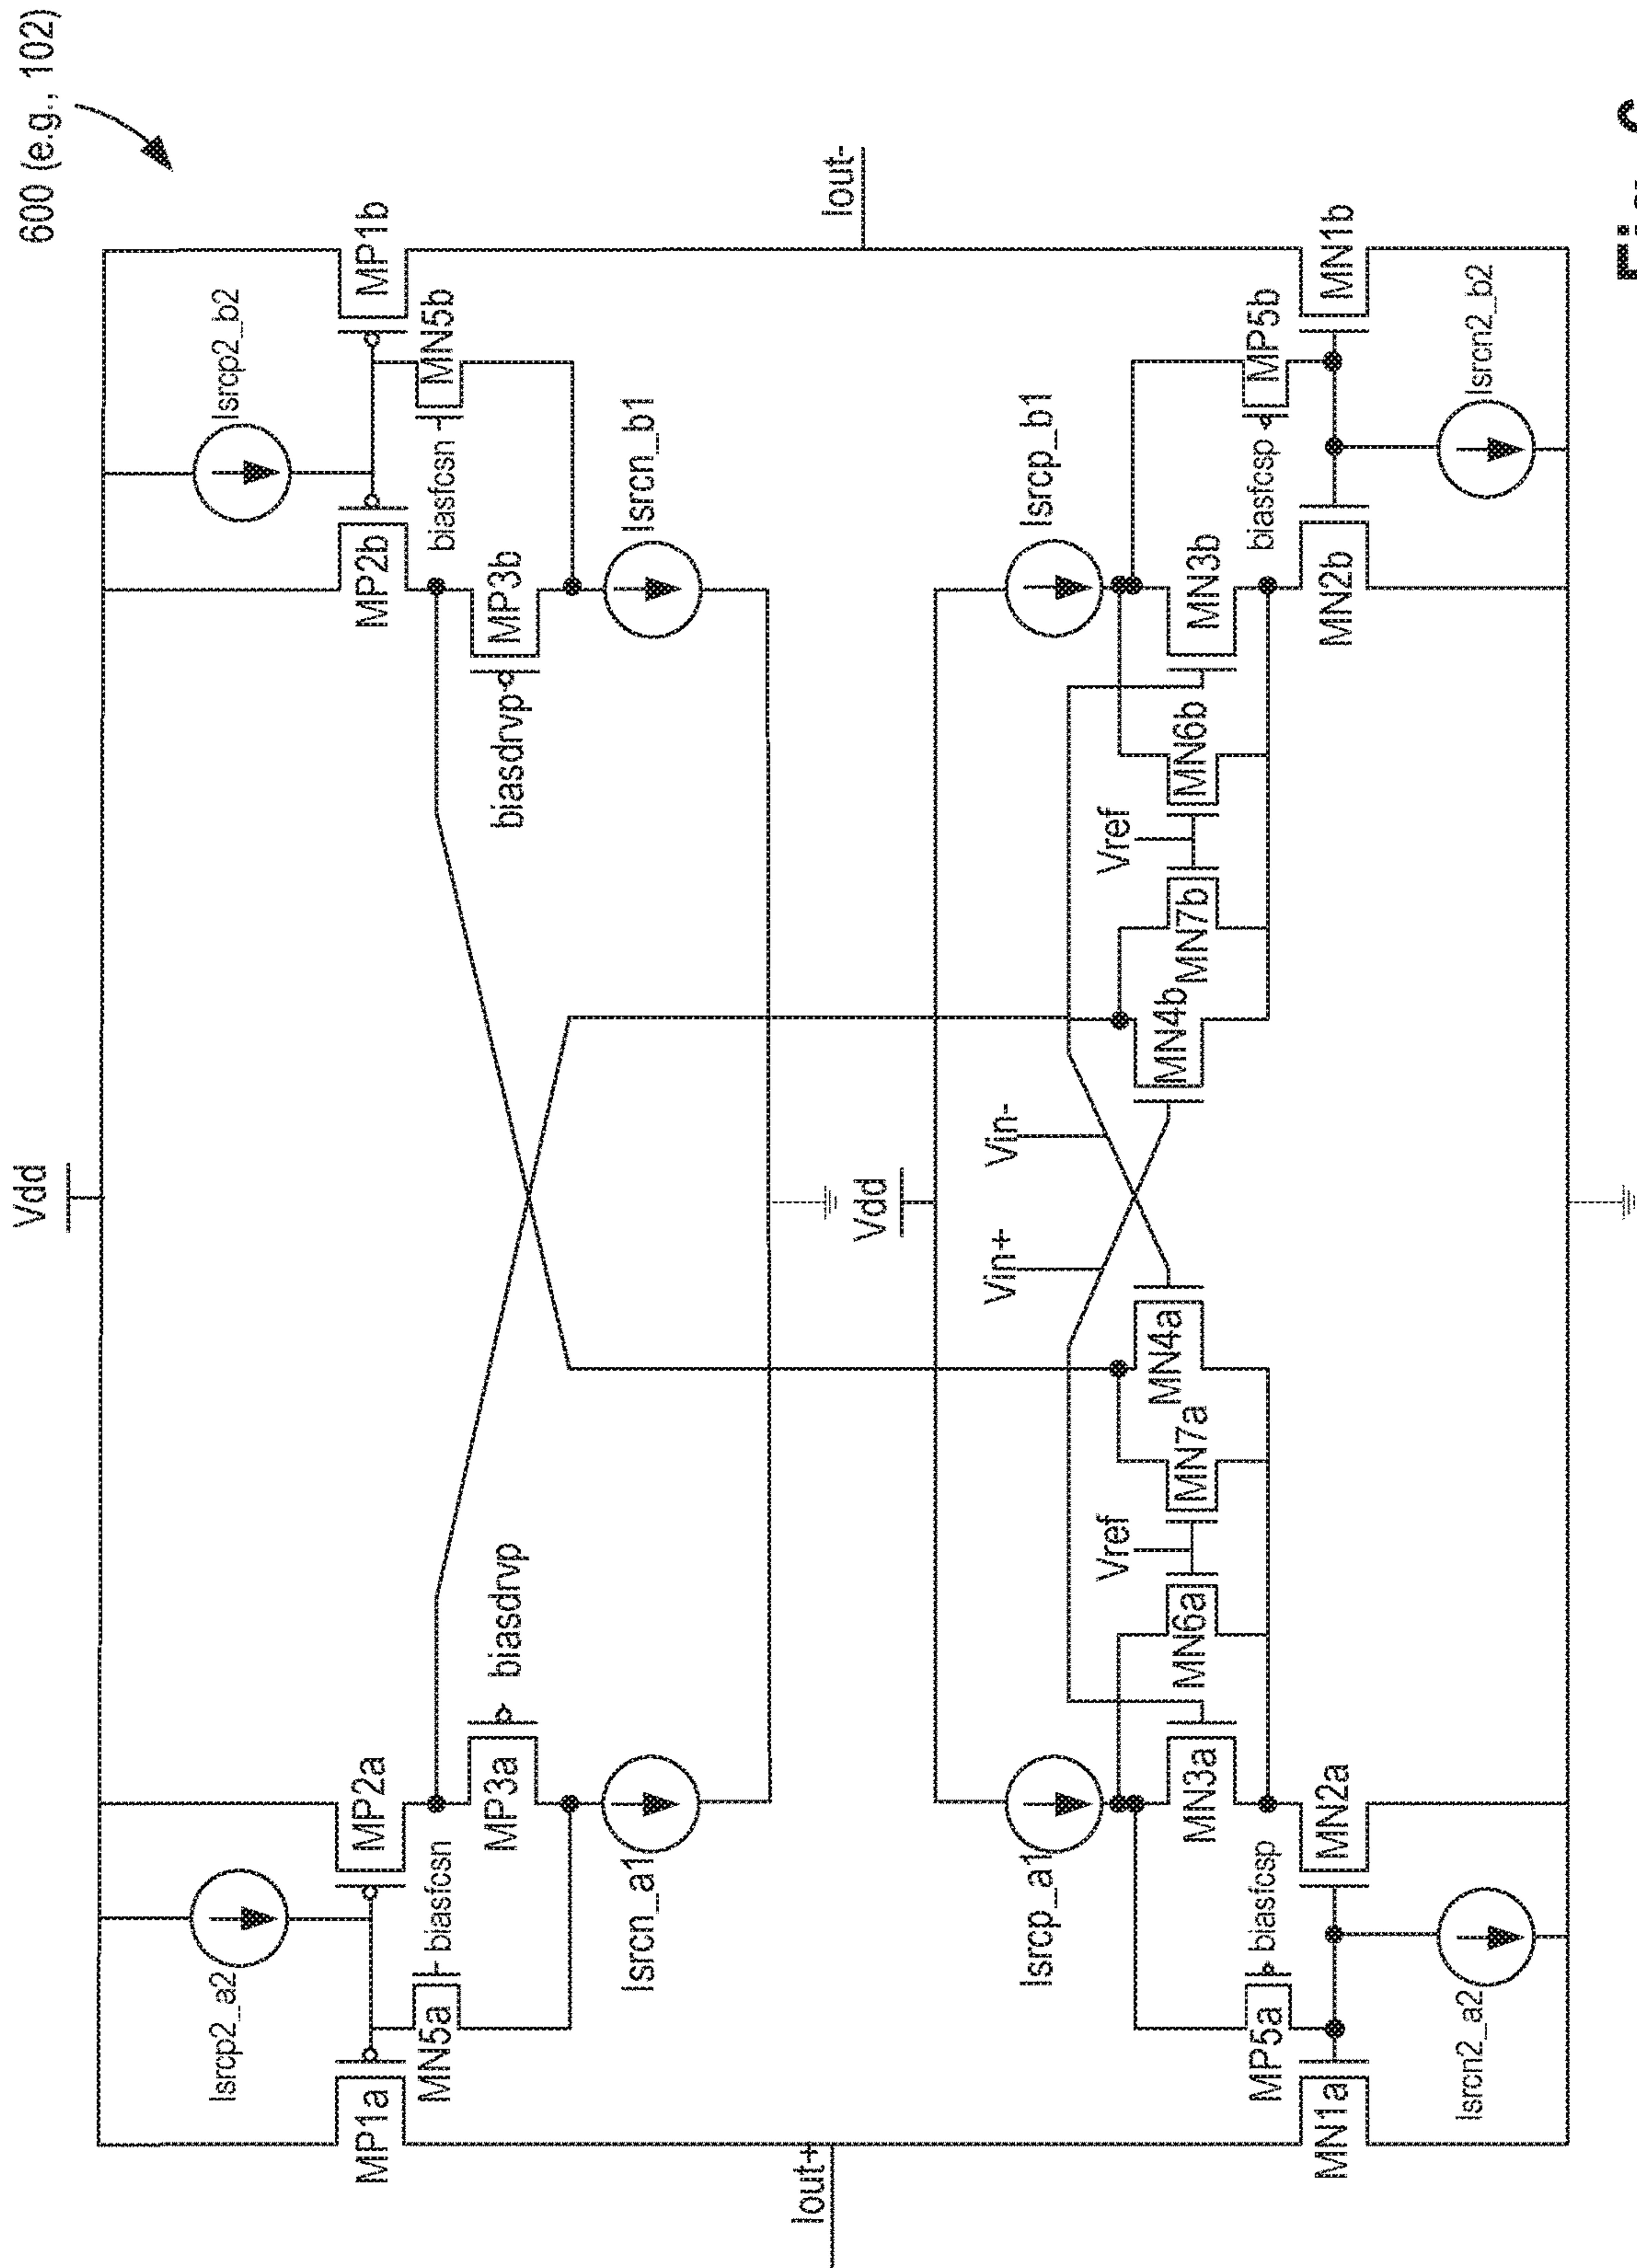 600 (e.g., 102)
Vdd
Isrcp2_a2
Isrcp2_b2
MP1a
MP2a
MP2b
MP1b
MN5a
biasfcsn
biasfcsn
MN5b
MP3a
biasdrvp
biasdrvp
MP3b
Isrcn_a1
Isrcn_b1
Iout+
Iout-
Vdd
Isrcp_a1
Isrcp_b1
Vin+
Vin-
Vref
Vref
MN3a
MN6a
MN7a
MN4a
MN4b
MN7b
MN6b
MN3b
MP5a
biasfcsp
biasfcsp
MP5b
MN1a
MN2a
MN2b
MN1b
Isrcn2_a2
Isrcn2_b2